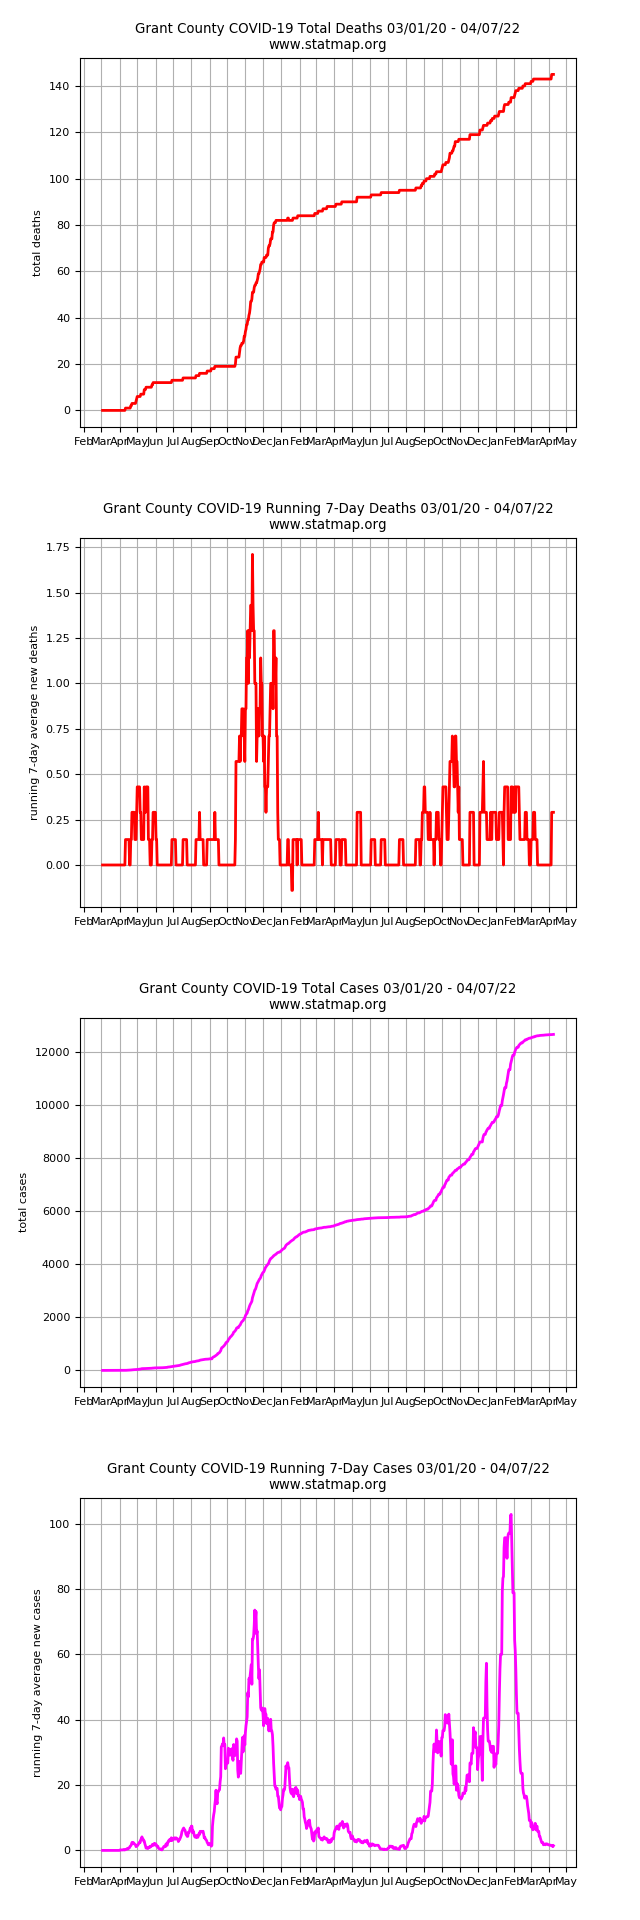 Grant County COVID-19 Total Deaths 03/01/20 - 04/07/22
www.statmap.org
140
120
100
80
60
40
20
0
total deaths
Feb Mar Apr May Jun Jul Aug Sep Oct Nov Dec Jan Feb Mar Apr May Jun Jul Aug Sep Oct Nov Dec Jan Feb Mar Apr May
Grant County COVID-19 Running 7-Day Deaths 03/01/20 - 04/07/22
www.statmap.org
1.75
1.50
1.25
1.00
0.75
0.50
0.25
0.00
running 7-day average new deaths
Feb Mar Apr May Jun Jul Aug Sep Oct Nov Dec Jan Feb Mar Apr May Jun Jul Aug Sep Oct Nov Dec Jan Feb Mar Apr May
Grant County COVID-19 Total Cases 03/01/20 - 04/07/22
www.statmap.org
12000
10000
8000
6000
4000
2000
0
total cases
Feb Mar Apr May Jun Jul Aug Sep Oct Nov Dec Jan Feb Mar Apr May Jun Jul Aug Sep Oct Nov Dec Jan Feb Mar Apr May
Grant County COVID-19 Running 7-Day Cases 03/01/20 - 04/07/22
www.statmap.org
100
80
60
40
20
0
running 7-day average new cases
Feb Mar Apr May Jun Jul Aug Sep Oct Nov Dec Jan Feb Mar Apr May Jun Jul Aug Sep Oct Nov Dec Jan Feb Mar Apr May